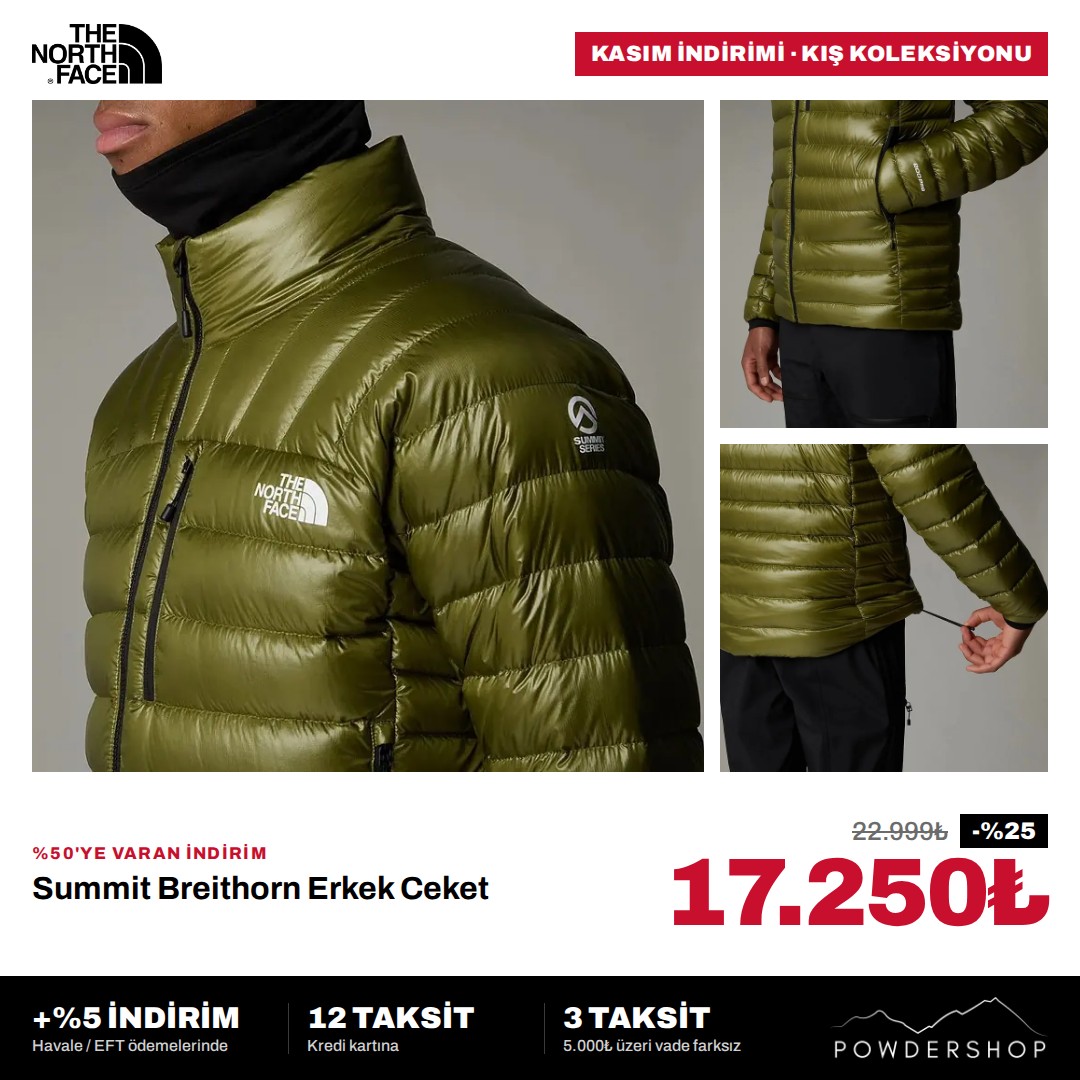 THE
NORTH
FACE
KASIM İNDİRİMİ · KIŞ KOLEKSİYONU
THE
NORTH
FACE
SUMMIT
SERIES
%50'YE VARAN İNDİRİM
Summit Breithorn Erkek Ceket
22.999₺ -%25
17.250₺
+%5 İNDİRİM
Havale / EFT ödemelerinde
12 TAKSİT
Kredi kartına
3 TAKSİT
5.000₺ üzeri vade farksız
POWDERSHOP